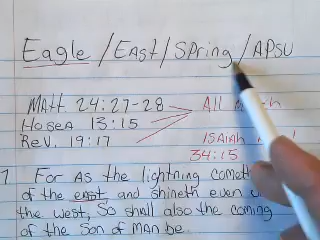 Eagle / EAST / Spring / APSU
MATT 24:27-28 All
HOSEA 13:15
REV. 19:17 ISAIAH
34:15
7 For as the lightning comet
of the east and shineth even
the west, so shall also the coming
of the Son of MAN be.